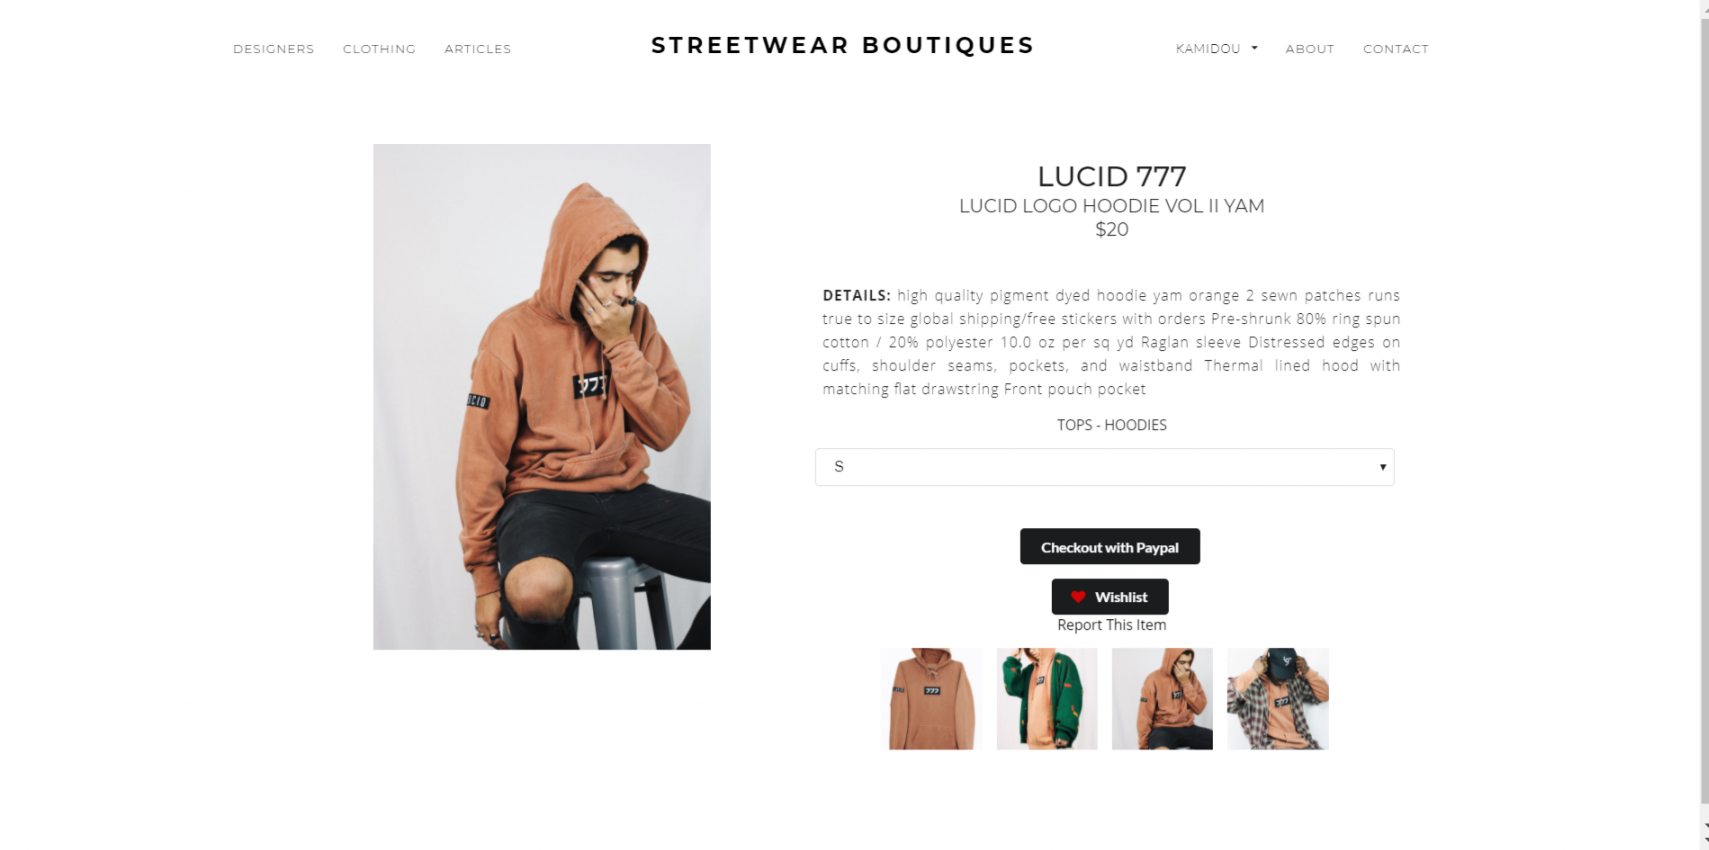 DESIGNERS CLOTHING ARTICLES STREETWEAR BOUTIQUES KAMIDOU ABOUT CONTACT
LUCID 777
LUCID LOGO HOODIE VOL II YAM
$20
DETAILS: high quality pigment dyed hoodie yam orange 2 sewn patches runs
true to size global shipping/free stickers with orders Pre-shrunk 80% ring spun
cotton / 20% polyester 10.0 oz per sq yd Raglan sleeve Distressed edges on
cuffs, shoulder seams, pockets, and waistband Thermal lined hood with
matching flat drawstring Front pouch pocket
TOPS - HOODIES
S
Checkout with Paypal
Wishlist
Report This Item
777
777